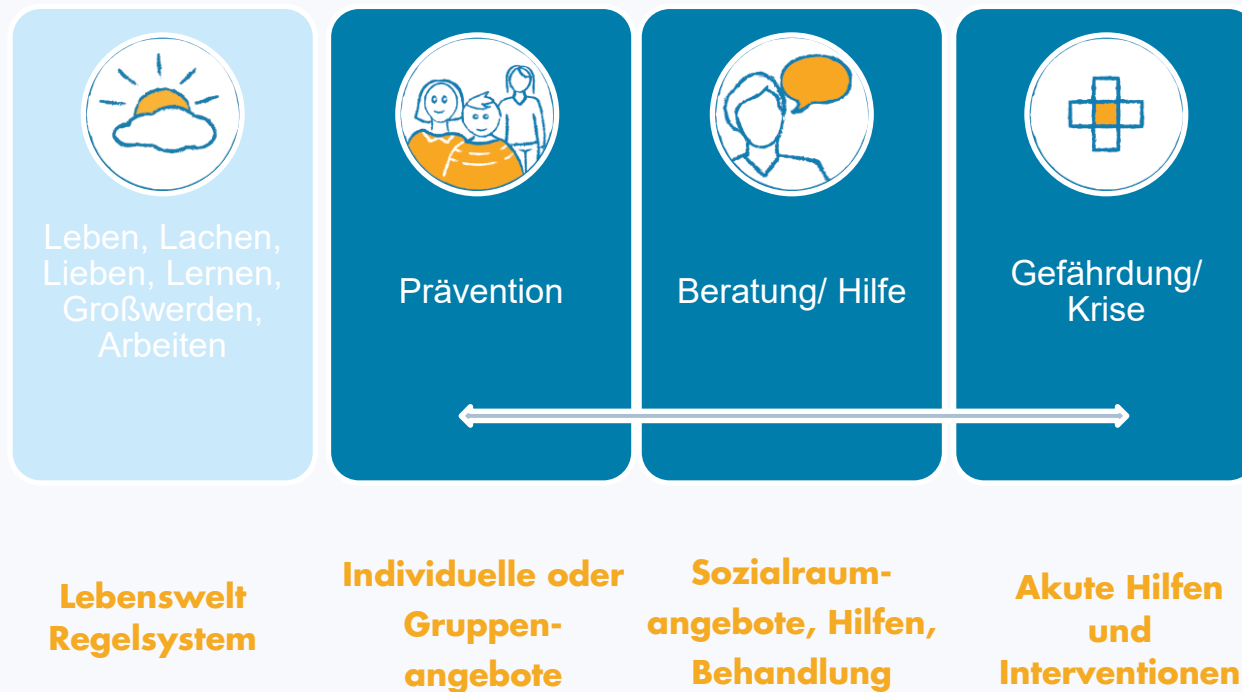 Leben, Lachen,
Lieben, Lernen,
Großwerden,
Arbeiten
Prävention
Beratung/ Hilfe
Gefährdung/
Krise
Lebenswelt
Regelsystem
Individuelle oder
Gruppen-
angebote
Sozialraum-
angebote, Hilfen,
Behandlung
Akute Hilfen
und
Interventionen